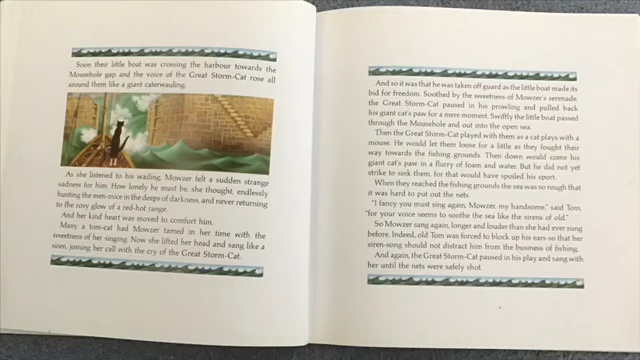 Soon their little boat was crossing the harbour towards the
Mousehole gap and the voice of the Great Storm-Cat rose all
around them like a giant caterwauling.
As she listened to his wailing, Mowzer felt a sudden strange
sadness for him. How lonely he must be, she thought, endlessly
hunting the men-mice in the deeps of darkness, and never returning
to the rosy glow of a red-hot range.
And her kind heart was moved to comfort him.
Many a tom-cat had Mowzer tamed in her time with the
sweetness of her singing. Now she lifted her head and sang like a
siren, joining her call with the cry of the Great Storm-Cat.
And so it was that he was taken off guard as the little boat made its
bid for freedom. Soothed by the sweetness of Mowzer's serenade,
the Great Storm-Cat paused in his prowling and pulled back
his giant cat's paw for a mere moment. Swiftly the little boat passed
through the Mousehole and out into the open sea.
Then the Great Storm-Cat played with them as a cat plays with a
mouse. He would let them loose for a little as they fought their
way towards the fishing grounds. Then down would come his
giant cat's paw in a flurry of foam and water. But he did not yet
strike to sink them, for that would have spoiled his sport.
When they reached the fishing grounds the sea was so rough that
it was hard to put out the nets.
"I fancy you must sing again, Mowzer, my handsome," said Tom,
"for your voice seems to soothe the sea like the sirens of old."
So Mowzer sang again, longer and louder than she had ever sung
before. Indeed, old Tom was forced to block up his ears so that her
siren-song should not distract him from the business of fishing.
And again, the Great Storm-Cat paused in his play and sang with
her until the nets were safely shot.